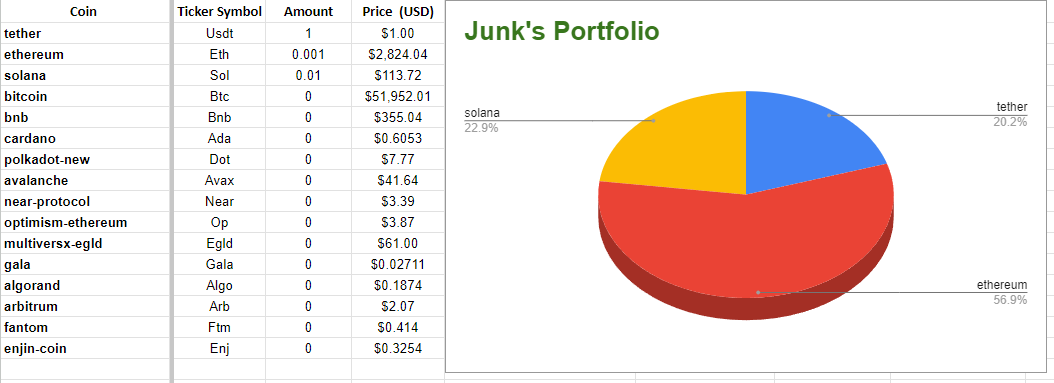 Coin Ticker Symbol Amount Price (USD)
tether Usdt 1 $1.00
ethereum Eth 0.001 $2,824.04
solana Sol 0.01 $113.72
bitcoin Btc 0 $51,952.01
bnb Bnb 0 $355.04
cardano Ada 0 $0.6053
polkadot-new Dot 0 $7.77
avalanche Avax 0 $41.64
near-protocol Near 0 $3.39
optimism-ethereum Op 0 $3.87
multiversx-egld Egld 0 $61.00
gala Gala 0 $0.02711
algorand Algo 0 $0.1874
arbitrum Arb 0 $2.07
fantom Ftm 0 $0.414
enjin-coin Enj 0 $0.3254
Junk's Portfolio
solana
22.9%
tether
20.2%
ethereum
56.9%